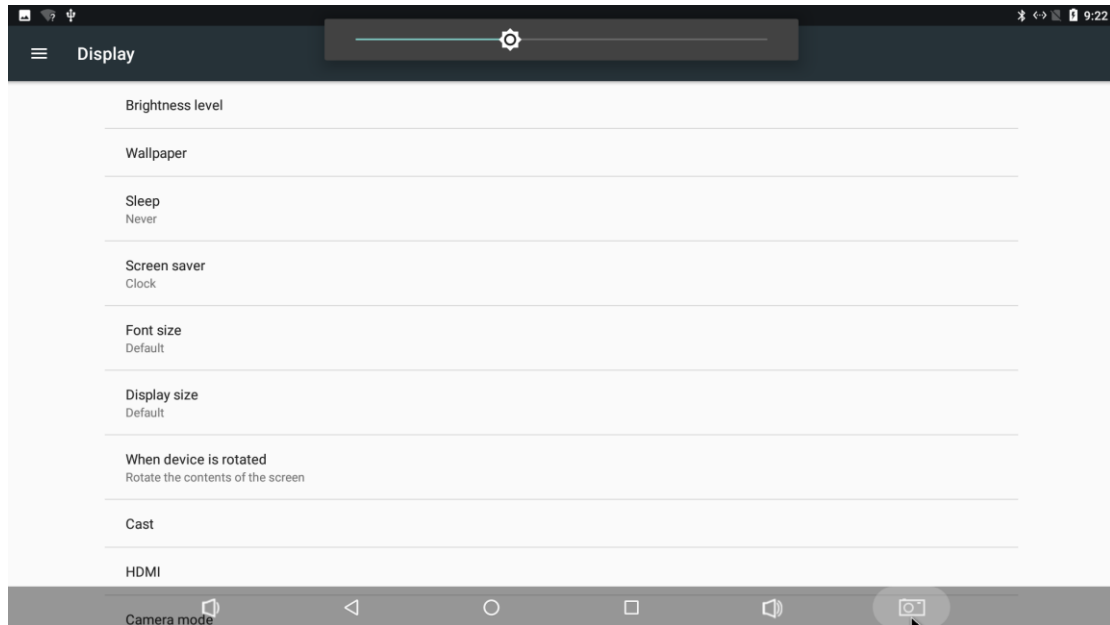 9:22
Display
Brightness level
Wallpaper
Sleep
Never
Screen saver
Clock
Font size
Default
Display size
Default
When device is rotated
Rotate the contents of the screen
Cast
HDMI
Camera mode